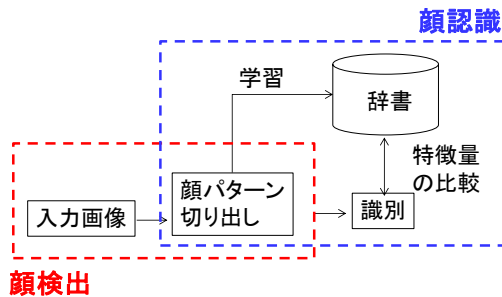 顔認識
学習
辞書
特徴量
の比較
顔パターン
切り出し
入力画像
識別
顔検出